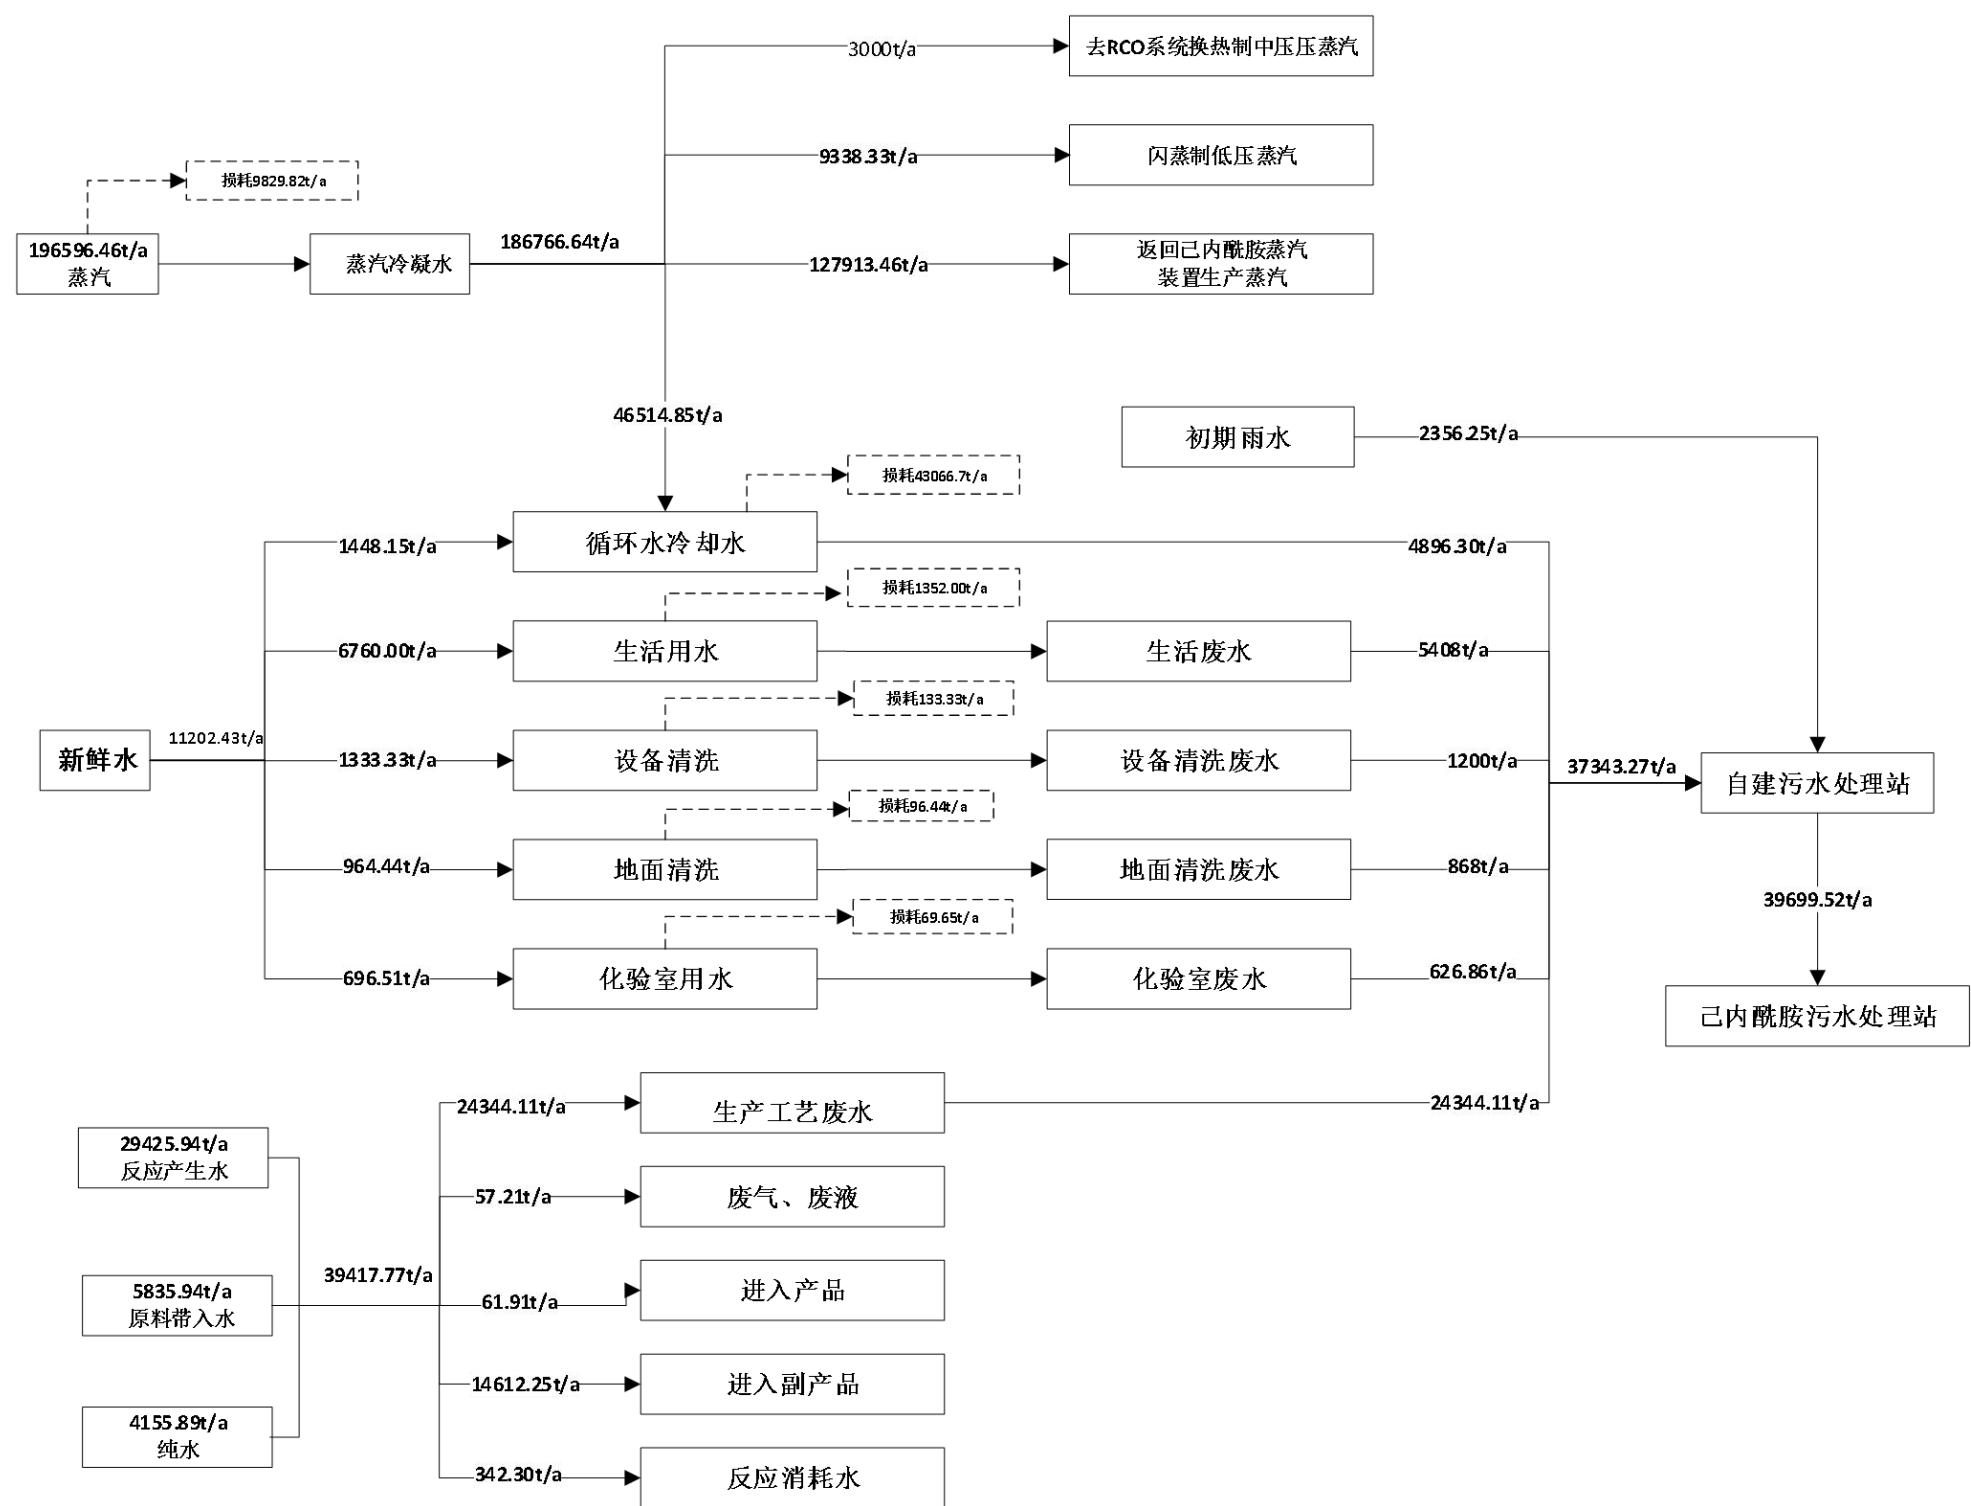 3000t/a
去RCO系统换热制中压压蒸汽
9338.33t/a
闪蒸制低压蒸汽
损耗9829.82t/a
196596.46t/a
蒸汽
蒸汽冷凝水
186766.64t/a
127913.46t/a
返回己内酰胺蒸汽
装置生产蒸汽
46514.85t/a
初期雨水
2356.25t/a
损耗43066.7t/a
1448.15t/a
循环水冷却水
4896.30t/a
损耗1352.00t/a
6760.00t/a
生活用水
生活废水
5408t/a
损耗133.33t/a
新鲜水
11202.43t/a
1333.33t/a
设备清洗
设备清洗废水
1200t/a
37343.27t/a
自建污水处理站
损耗96.44t/a
964.44t/a
地面清洗
地面清洗废水
868t/a
39699.52t/a
损耗69.65t/a
696.51t/a
化验室用水
化验室废水
626.86t/a
己内酰胺污水处理站
24344.11t/a
生产工艺废水
24344.11t/a
29425.94t/a
反应产生水
57.21t/a
废气、废液
39417.77t/a
5835.94t/a
原料带入水
61.91t/a
进入产品
14612.25t/a
进入副产品
4155.89t/a
纯水
342.30t/a
反应消耗水